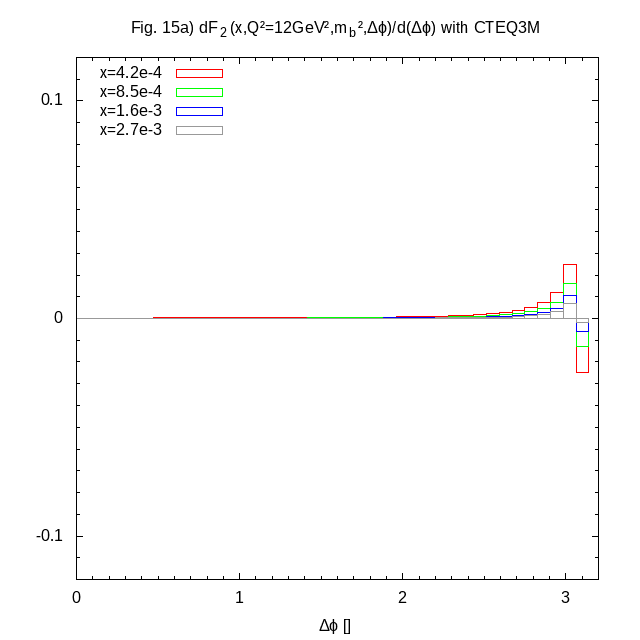 Fig. 15a) dF₂(x,Q²=12GeV²,m_b²,Δϕ)/d(Δϕ) with CTEQ3M
x=4.2e-4
x=8.5e-4
x=1.6e-3
x=2.7e-3
0.1
0
-0.1
0 1 2 3
Δϕ []